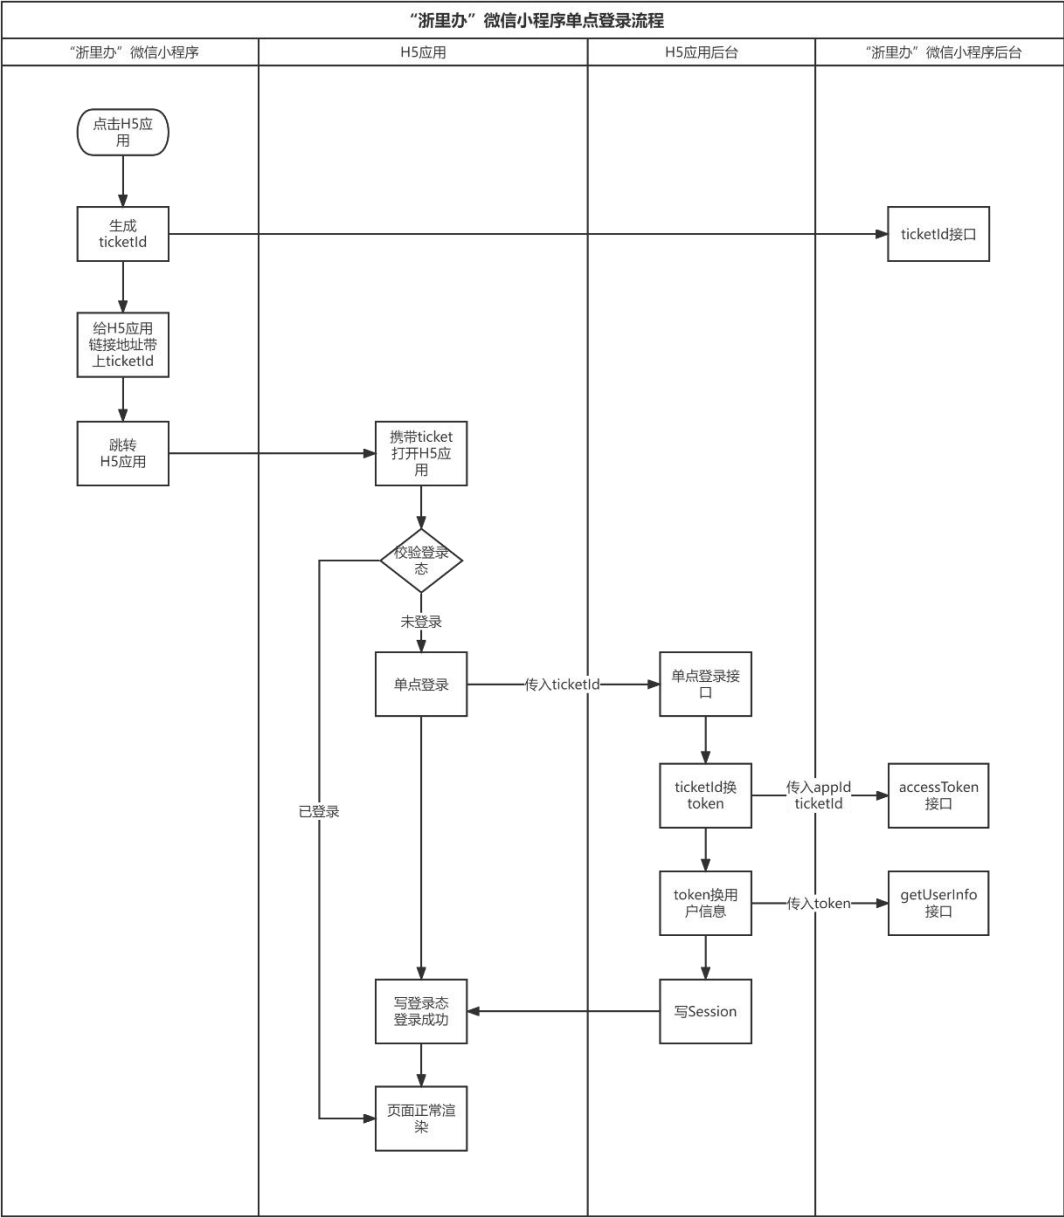 “浙里办”微信小程序单点登录流程
“浙里办”微信小程序
H5应用
H5应用后台
“浙里办”微信小程序后台
点击H5应
用
生成
ticketId
ticketId接口
给H5应用
链接地址带
上ticketId
跳转
H5应用
携带ticket
打开H5应
用
校验登录
态
未登录
单点登录
传入ticketId
单点登录接
口
ticketId换
token
传入appId
ticketId
accessToken
接口
已登录
token换用
户信息
传入token
getUserInfo
接口
写登录态
登录成功
写Session
页面正常渲
染